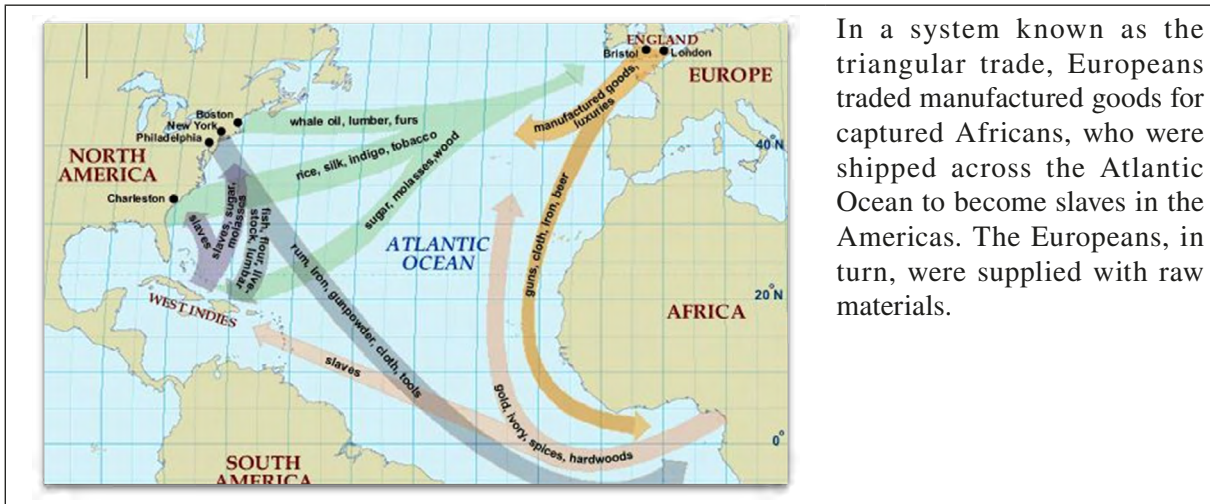 ENGLAND
Bristol
London
EUROPE
manufactured goods,
luxuries
Boston
New York
Philadelphia
whale oil, lumber, furs
NORTH
AMERICA
rice, silk, indigo, tobacco
sugar, molasses, wood
40°N
Charleston
slaves
slaves, sugar,
molasses
fish, flour, live-
stock, lumbar
guns, cloth, iron, beer
ATLANTIC
OCEAN
WEST INDIES
20°N
AFRICA
rum, iron, gunpowder, cloth, tools
slaves
gold, ivory, spices, hardwoods
0°
SOUTH
AMERICA
In a system known as the
triangular trade, Europeans
traded manufactured goods for
captured Africans, who were
shipped across the Atlantic
Ocean to become slaves in the
Americas. The Europeans, in
turn, were supplied with raw
materials.